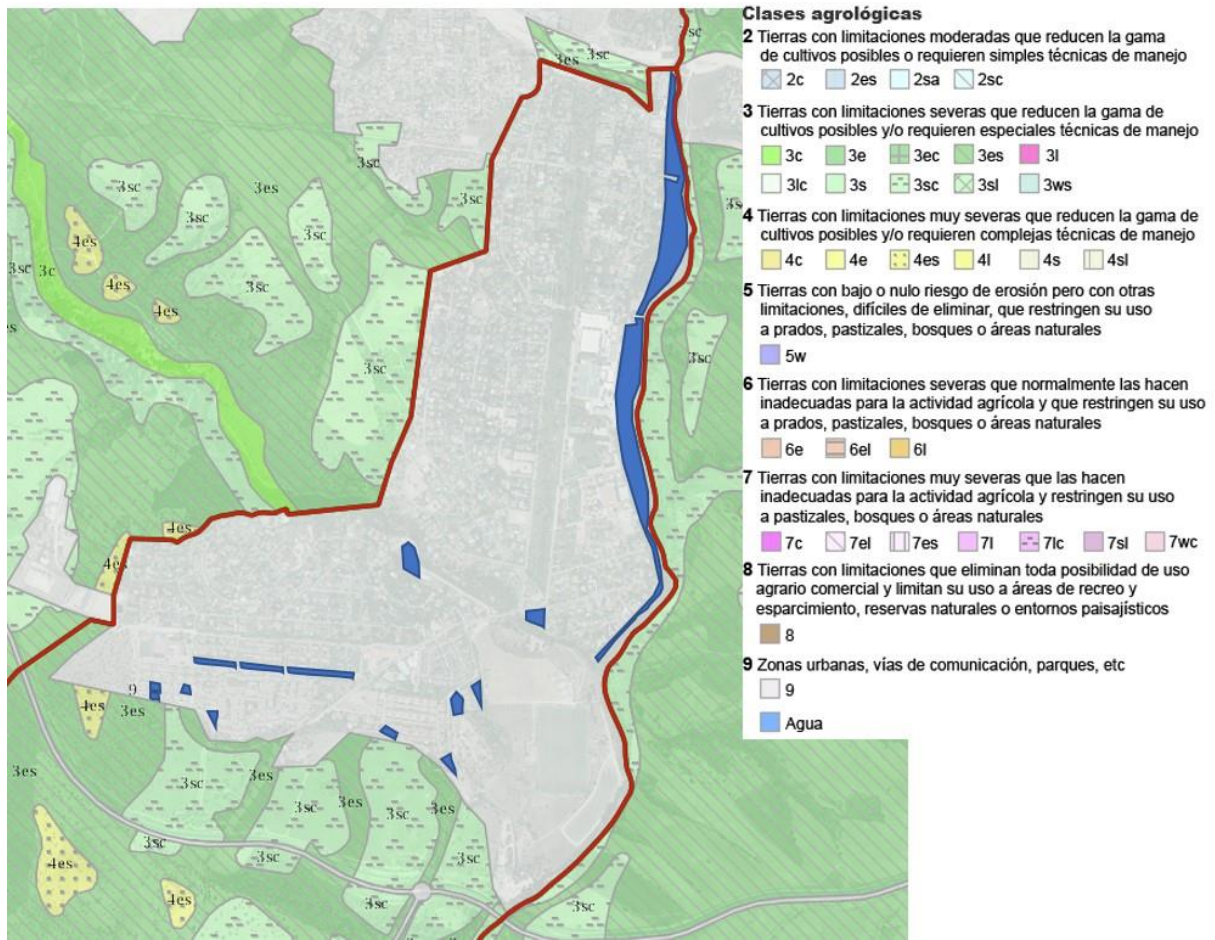 Clases agrológicas
2 Tierras con limitaciones moderadas que reducen la gama
de cultivos posibles o requieren simples técnicas de manejo
2c 2es 2sa 2sc
3 Tierras con limitaciones severas que reducen la gama de
cultivos posibles y/o requieren especiales técnicas de manejo
3c 3e 3ec 3es 3l
3lc 3s 3sc 3sl 3ws
4 Tierras con limitaciones muy severas que reducen la gama de
cultivos posibles y/o requieren complejas técnicas de manejo
4c 4e 4es 4l 4s 4sl
5 Tierras con bajo o nulo riesgo de erosión pero con otras
limitaciones, difíciles de eliminar, que restringen su uso
a prados, pastizales, bosques o áreas naturales
5w
6 Tierras con limitaciones severas que normalmente las hacen
inadecuadas para la actividad agrícola y que restringen su uso
a prados, pastizales, bosques o áreas naturales
6e 6el 6l
7 Tierras con limitaciones muy severas que las hacen
inadecuadas para la actividad agrícola y restringen su uso
a pastizales, bosques o áreas naturales
7c 7el 7es 7l 7lc 7sl 7wc
8 Tierras con limitaciones que eliminan toda posibilidad de uso
agrario comercial y limitan su uso a áreas de recreo y
esparcimiento, reservas naturales o entornos paisajísticos
8
9 Zonas urbanas, vías de comunicación, parques, etc
9
Agua
3sc
3es 3sc
3sc
3sc 3es
3sc 3sc
3sc 3sc
4es
3sc 3c
4es 3sc
4es
es
3sc
3sc
4es
4es
9
4es 3es
3es
3sc 3es
3sc 3es 3sc
3sc
3sc 3sc 3sc
4es
4es 3sc 3sc